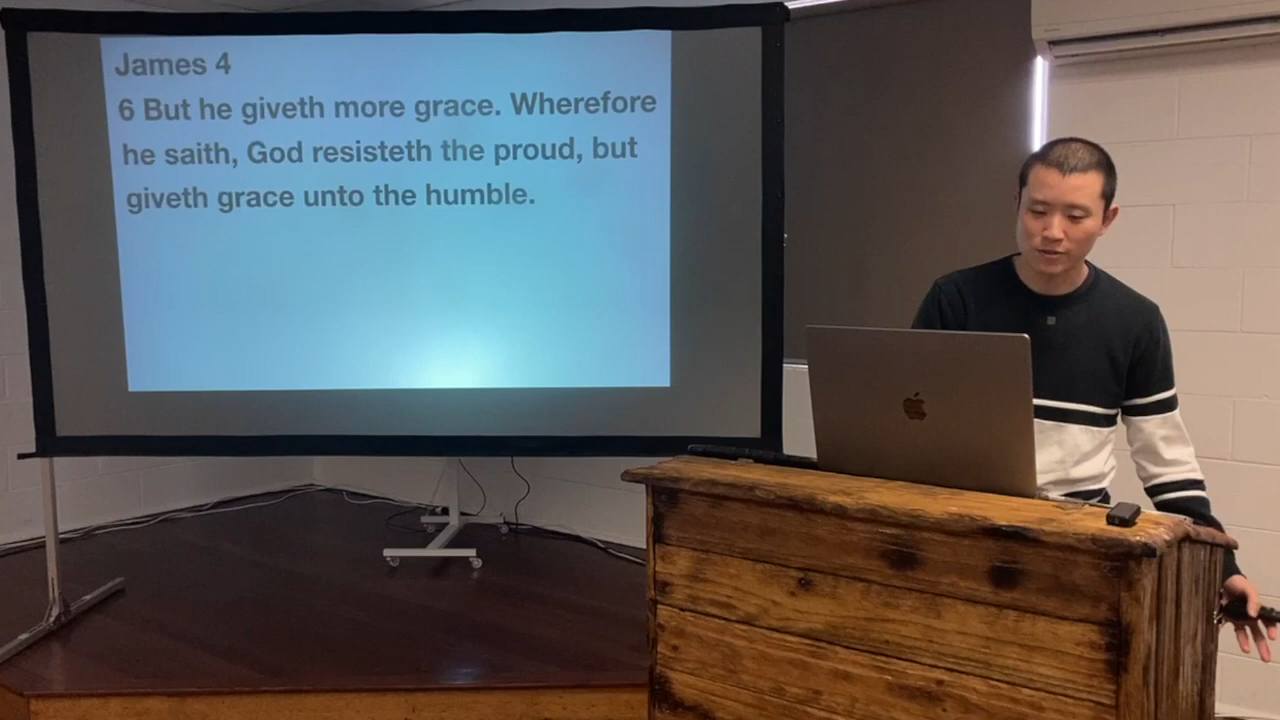 James 4
6 But he giveth more grace. Wherefore
he saith, God resisteth the proud, but
giveth grace unto the humble.